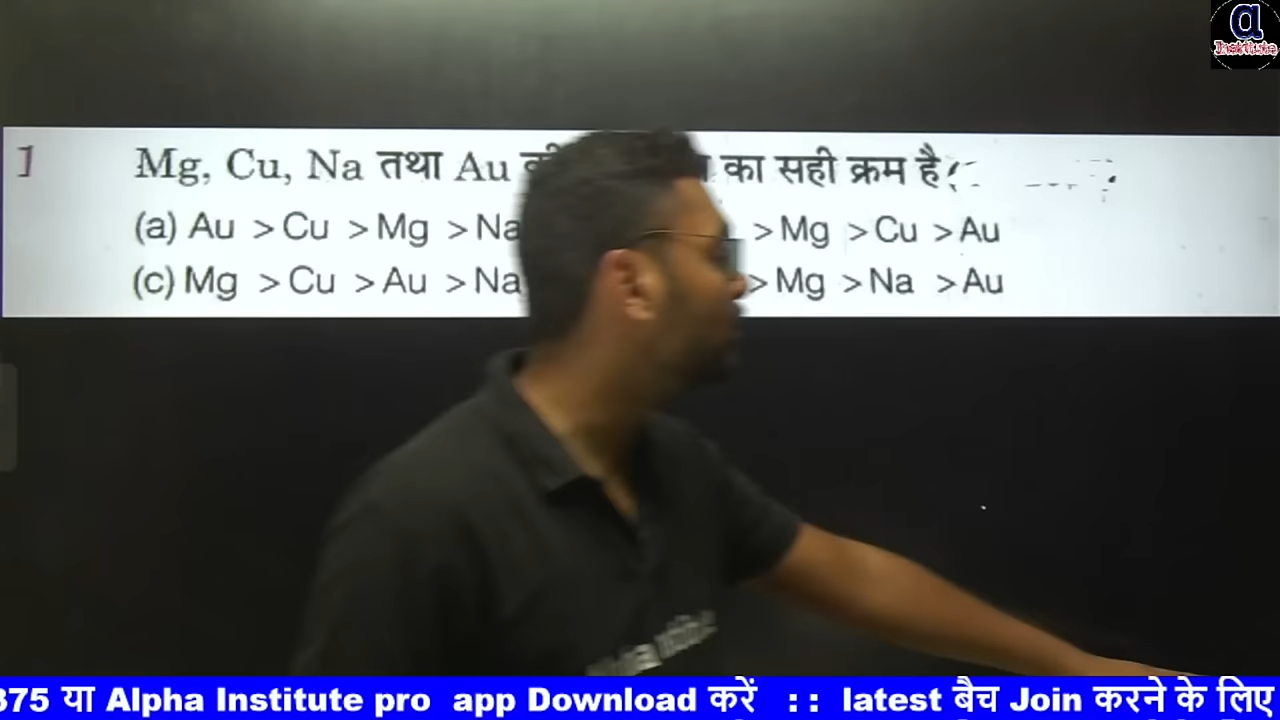 α
Institute
1 Mg, Cu, Na तथा Au का सही क्रम है
(a) Au > Cu > Mg > Na > Mg > Cu > Au
(c) Mg > Cu > Au > Na > Mg > Na > Au
375 या Alpha Institute pro app Download करें :: latest बैच Join करने के लिए